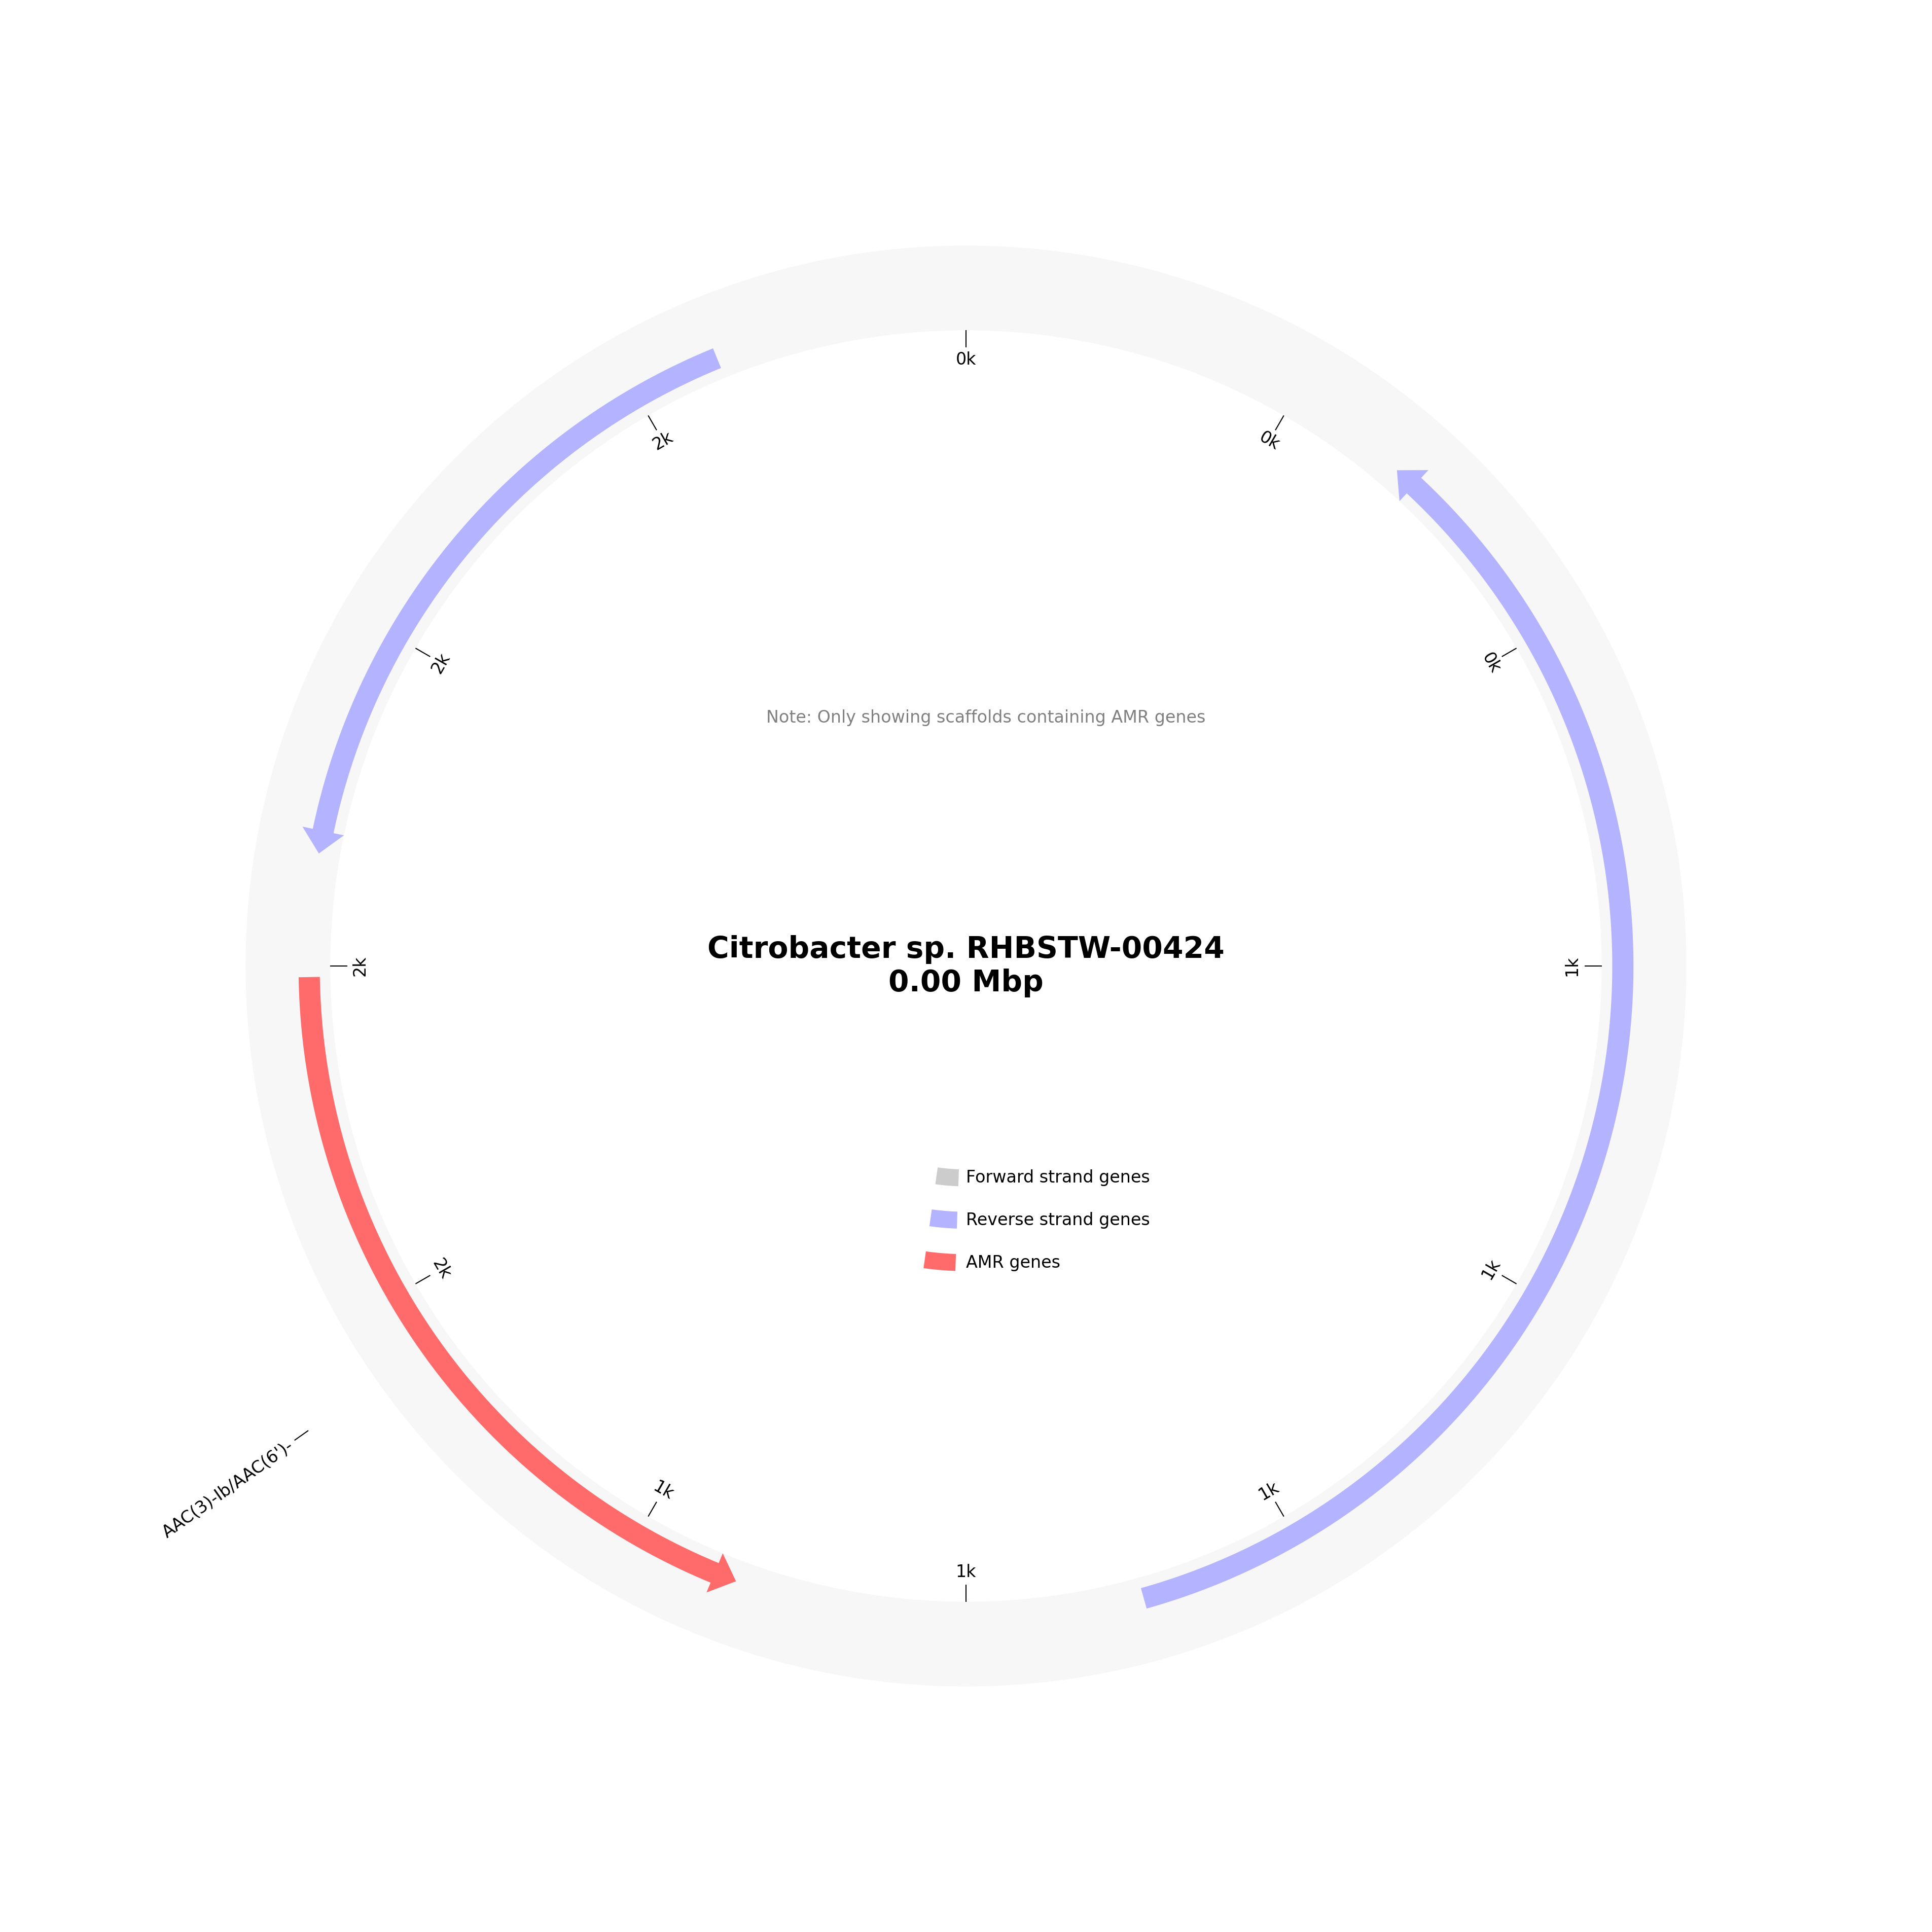 0k
0k
0k
1k
1k
1k
1k
1k
2k
2k
2k
2k
Note: Only showing scaffolds containing AMR genes
Citrobacter sp. RHBSTW-00424
0.00 Mbp
Forward strand genes
Reverse strand genes
AMR genes
AAC(3)-Ib/AAC(6')-